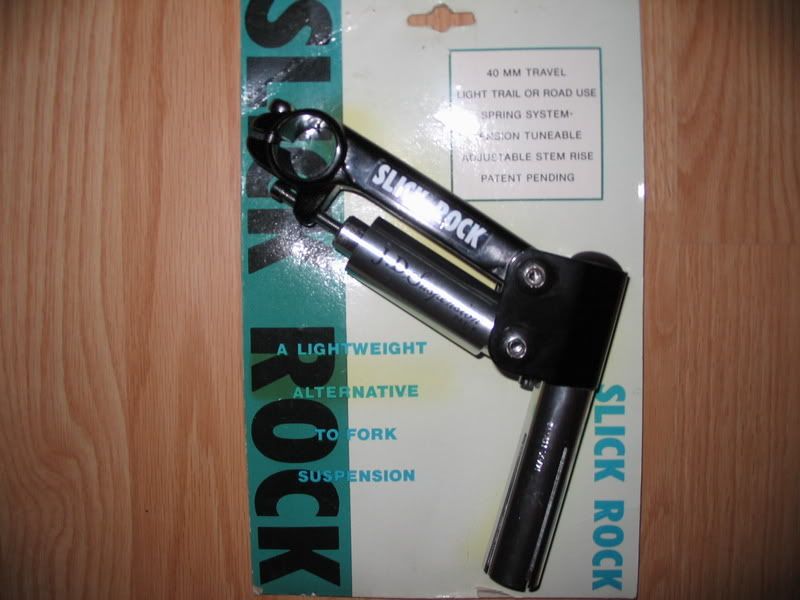 SLICK ROCK
40 MM TRAVEL
LIGHT TRAIL OR ROAD USE
SPRING SYSTEM-
TUNEABLE
ADJUSTABLE STEM RISE
PATENT PENDING
SLICK ROCK
J.D. Suspension
A LIGHTWEIGHT
ALTERNATIVE
TO FORK
SUSPENSION
SLICK ROCK